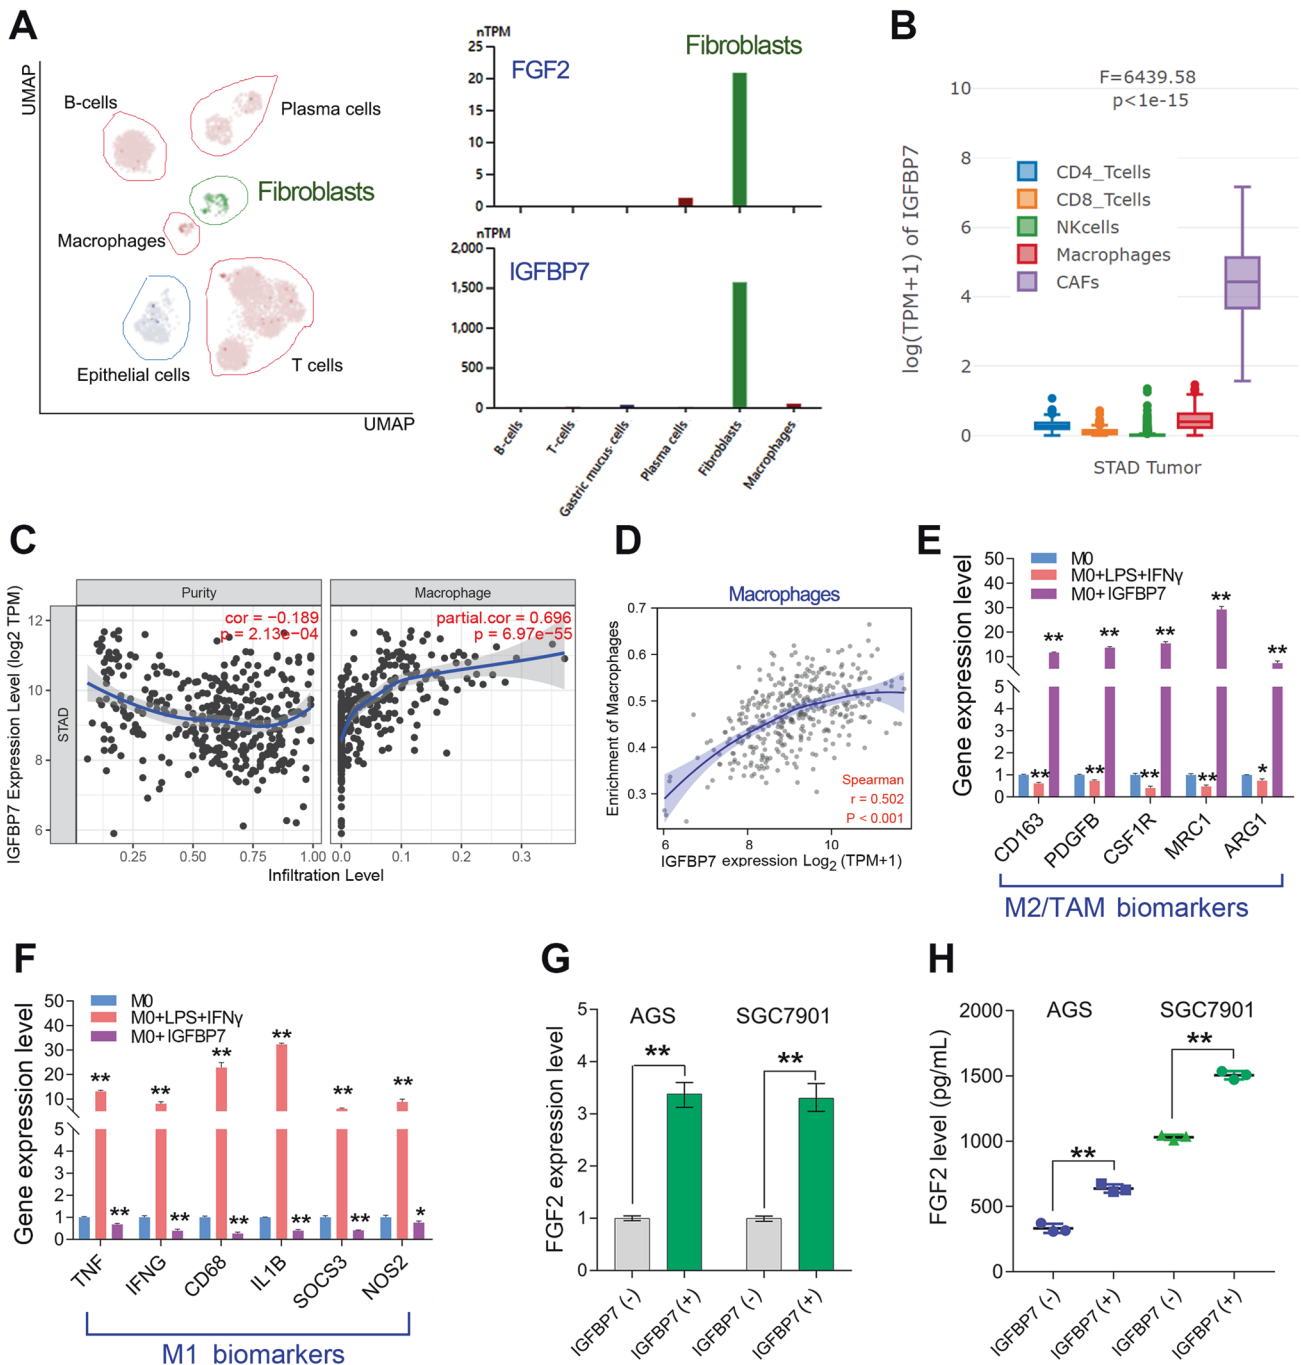 A
UMAP
B-cells
Plasma cells
Fibroblasts
Macrophages
Epithelial cells
T cells
UMAP
nTPM
FGF2
Fibroblasts
25
20
15
10
5
0
nTPM
IGFBP7
2,000
1,500
1,000
500
0
B-cells
T-cells
Gastric mucus- cells
Plasma cells
Fibroblasts
Macrophages
B
log(TPM+1) of IGFBP7
F=6439.58
p<1e-15
10
8
6
4
2
0
CD4_Tcells
CD8_Tcells
NKcells
Macrophages
CAFs
STAD Tumor
C
IGFBP7 Expression Level (log2 TPM)
STAD
Purity
Macrophage
cor = −0.189
p = 2.13e−04
partial.cor = 0.696
p = 6.97e−55
12
10
8
6
0.25
0.50
0.75
1.00
0.0
0.1
0.2
0.3
Infiltration Level
D
Macrophages
Enrichment of Macrophages
0.7
0.6
0.5
0.4
0.3
Spearman
r = 0.502
P < 0.001
6
8
10
IGFBP7 expression Log2 (TPM+1)
E
Gene expression level
M0
M0+LPS+IFNγ
M0+IGFBP7
50
40
30
20
10
5
4
3
2
1
0
**
**
**
**
**
**
**
**
**
*
CD163
PDGFB
CSF1R
MRC1
ARG1
M2/TAM biomarkers
F
Gene expression level
M0
M0+LPS+IFNγ
M0+IGFBP7
50
40
30
20
10
5
4
3
2
1
0
**
**
**
**
**
**
**
**
**
**
**
*
TNF
IFNG
CD68
IL1B
SOCS3
NOS2
M1 biomarkers
G
FGF2 expression level
5
4
3
2
1
0
AGS
SGC7901
**
**
IGFBP7 (-)
IGFBP7 (+)
IGFBP7 (-)
IGFBP7 (+)
H
FGF2 level (pg/mL)
2000
1500
1000
500
0
AGS
SGC7901
**
**
IGFBP7 (-)
IGFBP7 (+)
IGFBP7 (-)
IGFBP7 (+)